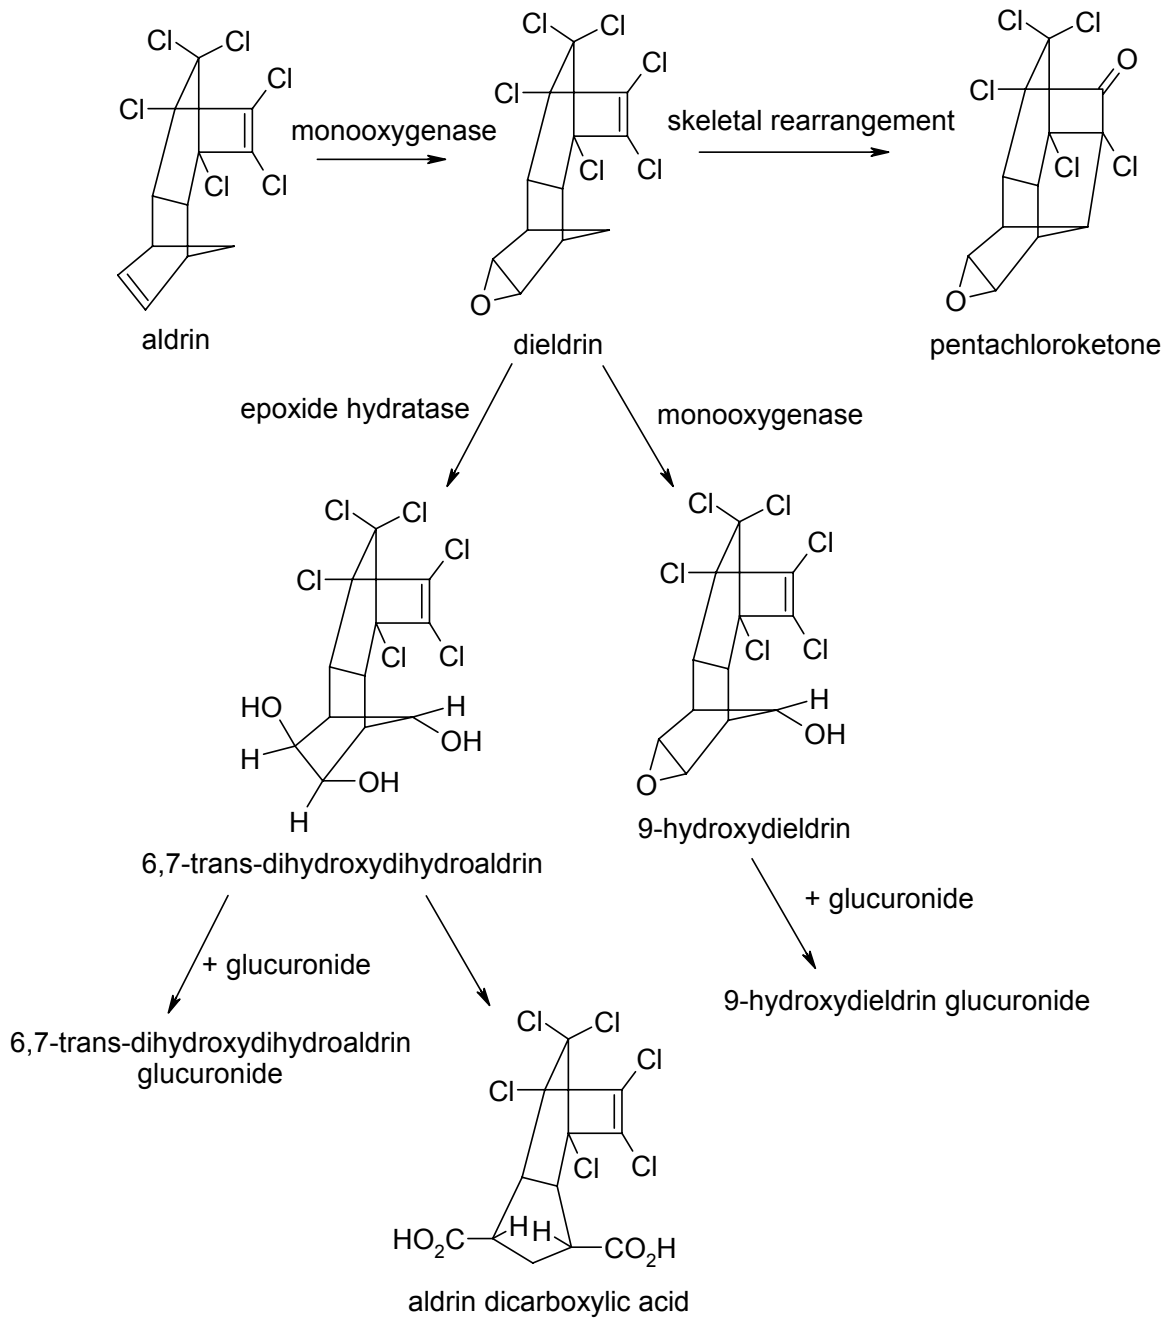 Cl Cl
Cl Cl
Cl Cl
aldrin
monooxygenase
Cl Cl
Cl Cl
Cl Cl
O
dieldrin
skeletal rearrangement
Cl Cl
Cl O
Cl Cl
O
pentachloroketone
epoxide hydratase
monooxygenase
Cl Cl
Cl Cl
Cl Cl
HO H
H OH
OH
H
6,7-trans-dihydroxydihydroaldrin
Cl Cl
Cl Cl
Cl Cl
H
OH
O
9-hydroxydieldrin
+ glucuronide
+ glucuronide
6,7-trans-dihydroxydihydroaldrin
glucuronide
9-hydroxydieldrin glucuronide
Cl Cl
Cl Cl
Cl Cl
HO₂C H H CO₂H
aldrin dicarboxylic acid